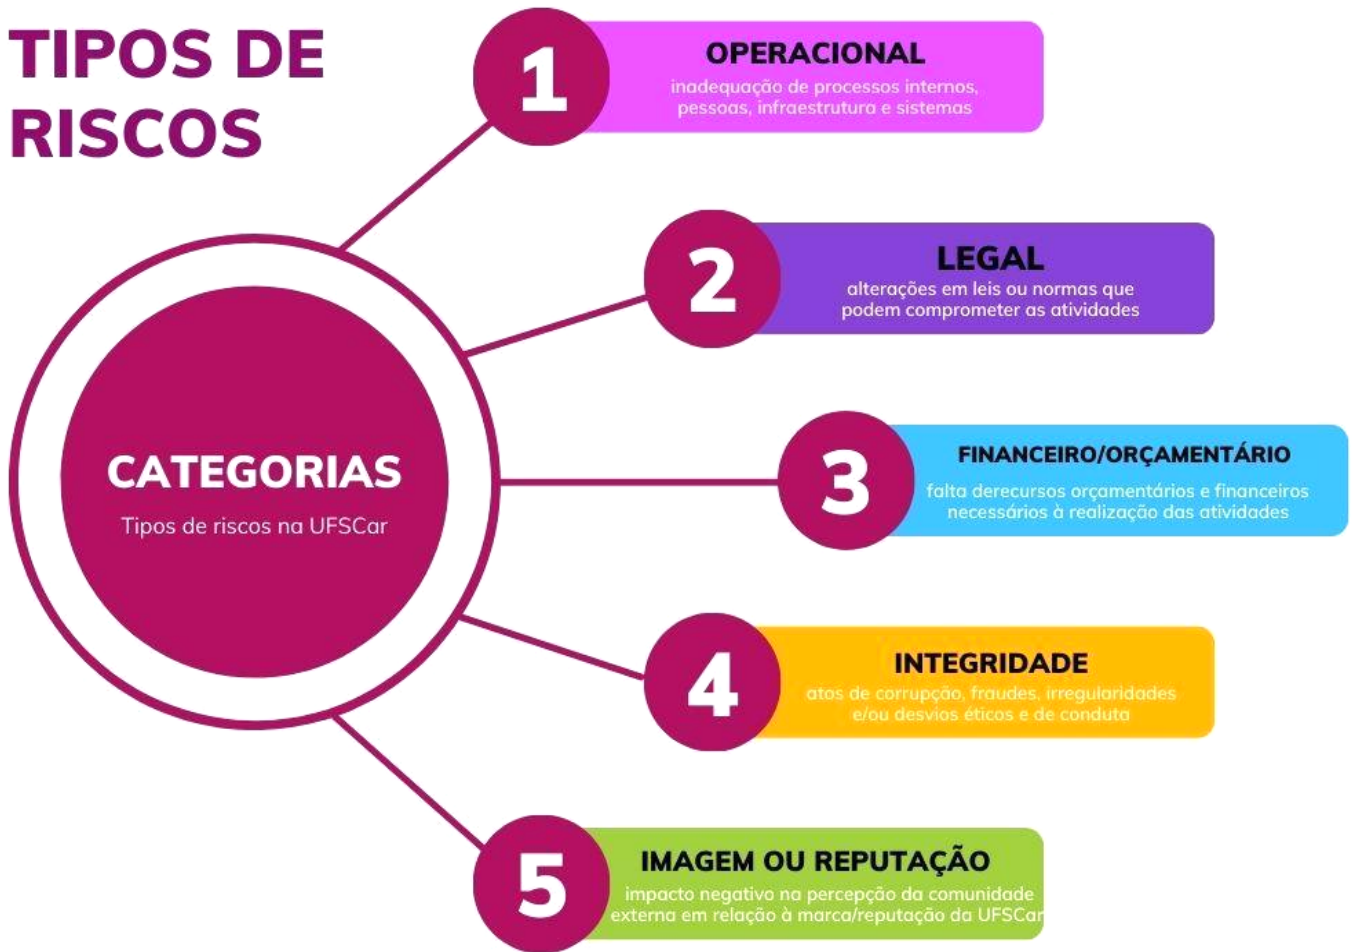 TIPOS DE
RISCOS
1
OPERACIONAL
inadequação de processos internos,
pessoas, infraestrutura e sistemas
2
LEGAL
alterações em leis ou normas que
podem comprometer as atividades
CATEGORIAS
Tipos de riscos na UFSCar
3
FINANCEIRO/ORÇAMENTÁRIO
falta derecursos orçamentários e financeiros
necessários à realização das atividades
4
INTEGRIDADE
atos de corrupção, fraudes, irregularidades
e/ou desvios éticos e de conduta
5
IMAGEM OU REPUTAÇÃO
impacto negativo na percepção da comunidade
externa em relação à marca/reputação da UFSCar